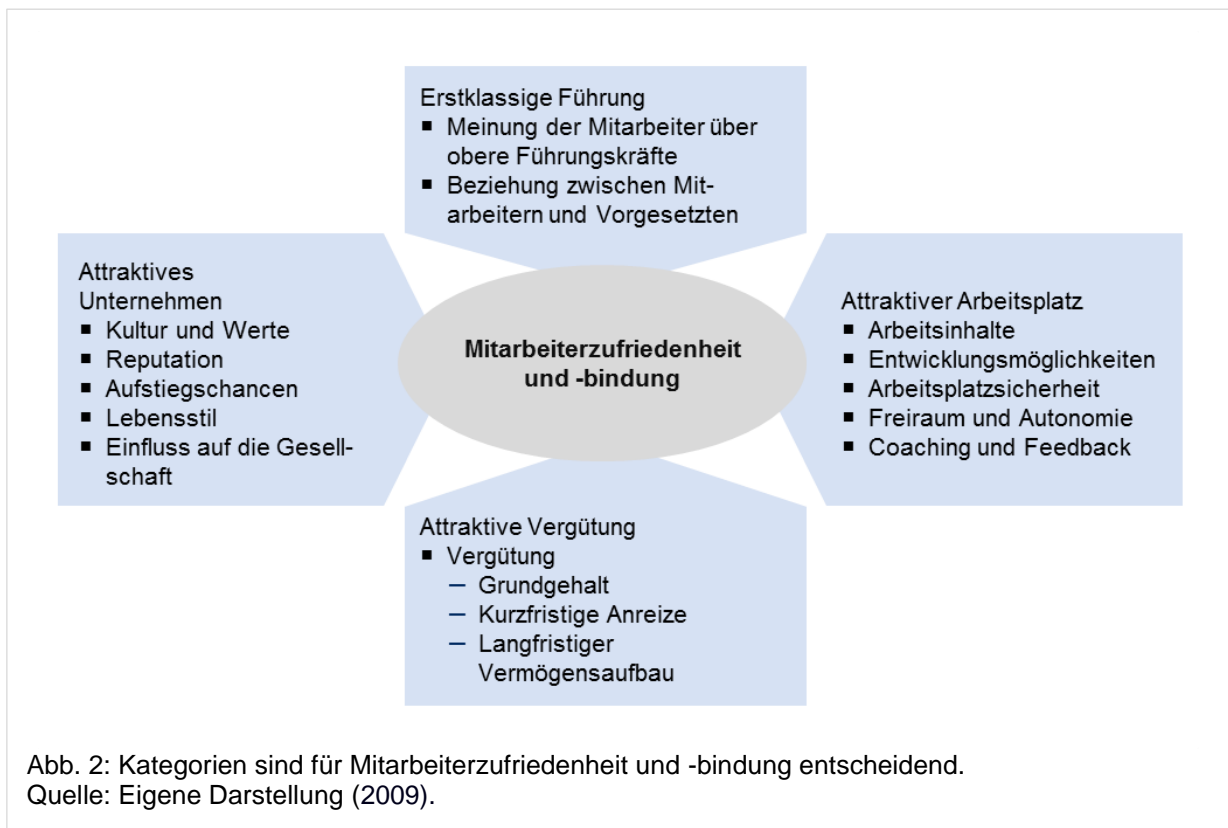 Erstklassige Führung
▪ Meinung der Mitarbeiter über
obere Führungskräfte
▪ Beziehung zwischen Mit-
arbeitern und Vorgesetzten
Attraktives
Unternehmen
▪ Kultur und Werte
▪ Reputation
▪ Aufstiegschancen
▪ Lebensstil
▪ Einfluss auf die Gesell-
schaft
Mitarbeiterzufriedenheit
und -bindung
Attraktiver Arbeitsplatz
▪ Arbeitsinhalte
▪ Entwicklungsmöglichkeiten
▪ Arbeitsplatzsicherheit
▪ Freiraum und Autonomie
▪ Coaching und Feedback
Attraktive Vergütung
▪ Vergütung
– Grundgehalt
– Kurzfristige Anreize
– Langfristiger
Vermögensaufbau
Abb. 2: Kategorien sind für Mitarbeiterzufriedenheit und -bindung entscheidend.
Quelle: Eigene Darstellung (2009).